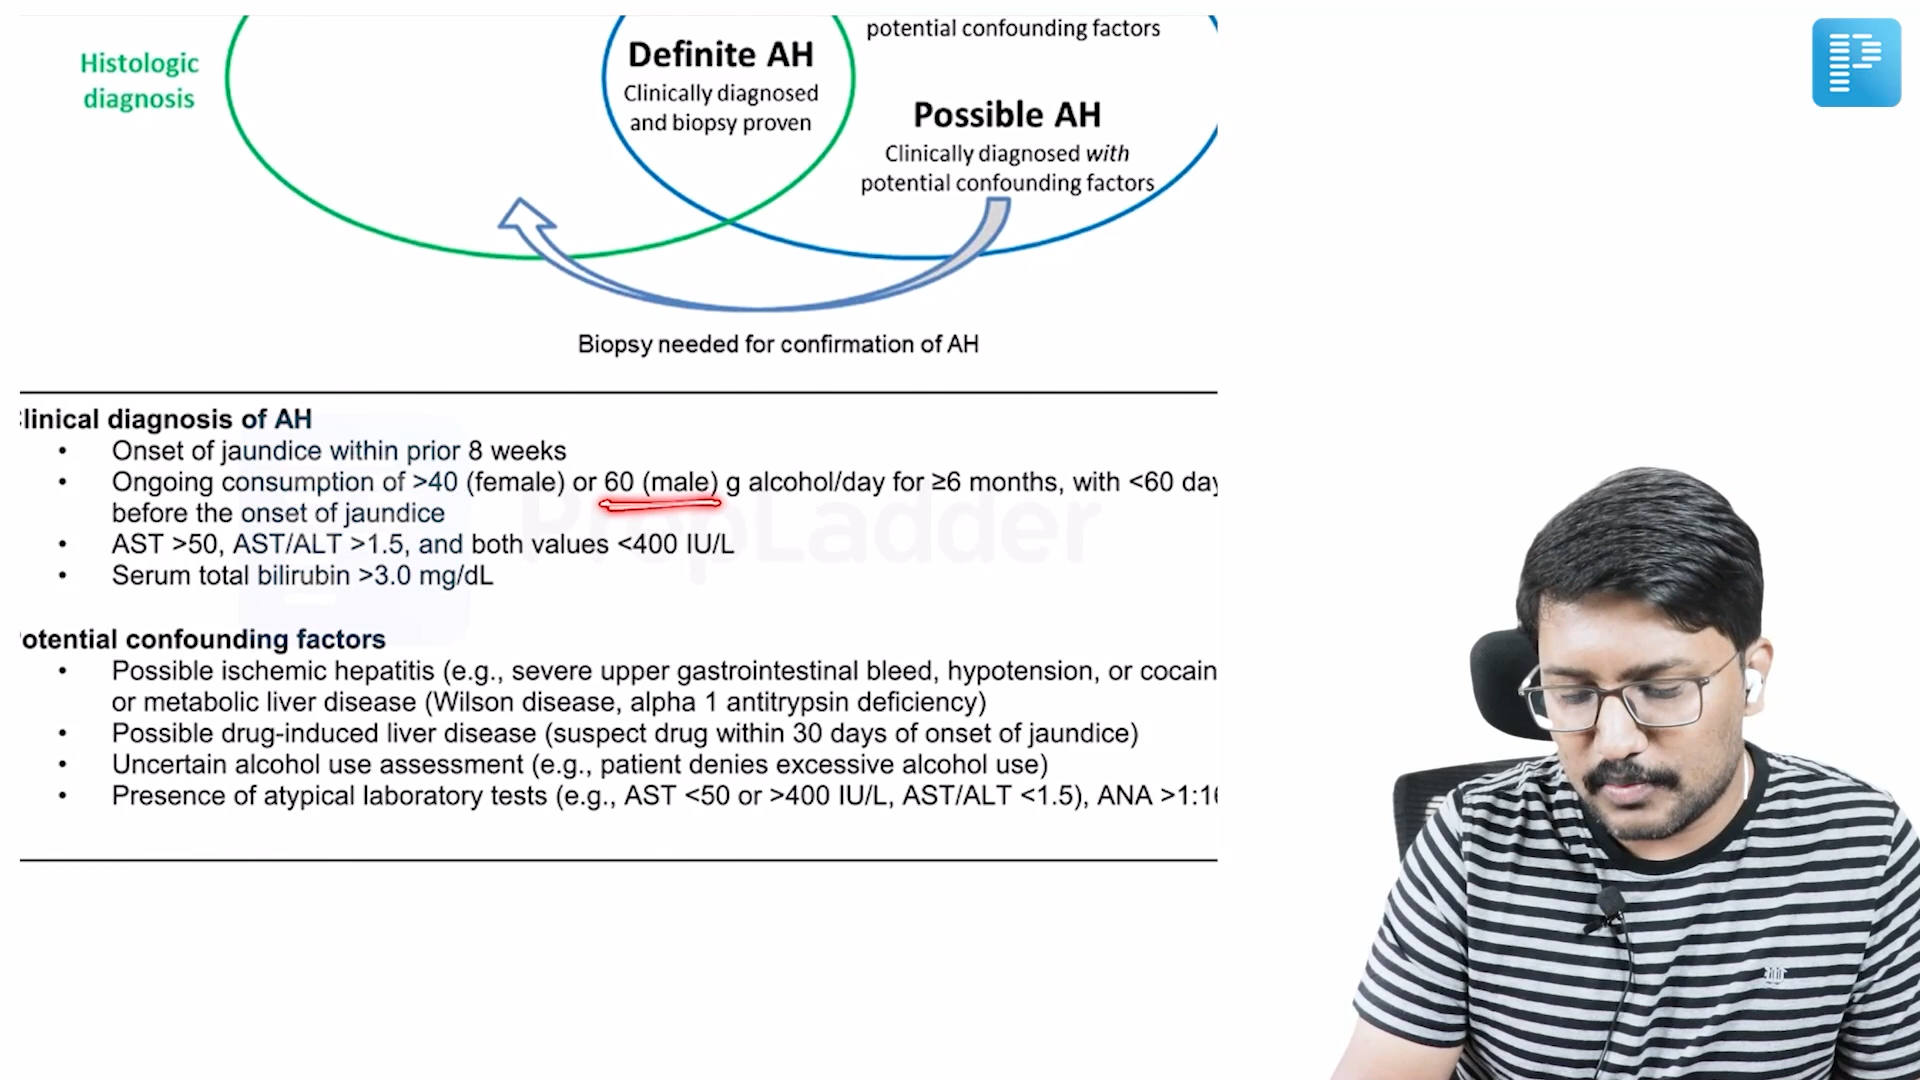 potential confounding factors
Histologic
diagnosis
Definite AH
Clinically diagnosed
and biopsy proven
Possible AH
Clinically diagnosed with
potential confounding factors
Biopsy needed for confirmation of AH
linical diagnosis of AH
• Onset of jaundice within prior 8 weeks
• Ongoing consumption of >40 (female) or 60 (male) g alcohol/day for ≥6 months, with <60 day
before the onset of jaundice
• AST >50, AST/ALT >1.5, and both values <400 IU/L
• Serum total bilirubin >3.0 mg/dL
PrepLadder
otential confounding factors
• Possible ischemic hepatitis (e.g., severe upper gastrointestinal bleed, hypotension, or cocain
or metabolic liver disease (Wilson disease, alpha 1 antitrypsin deficiency)
• Possible drug-induced liver disease (suspect drug within 30 days of onset of jaundice)
• Uncertain alcohol use assessment (e.g., patient denies excessive alcohol use)
• Presence of atypical laboratory tests (e.g., AST <50 or >400 IU/L, AST/ALT <1.5), ANA >1:1